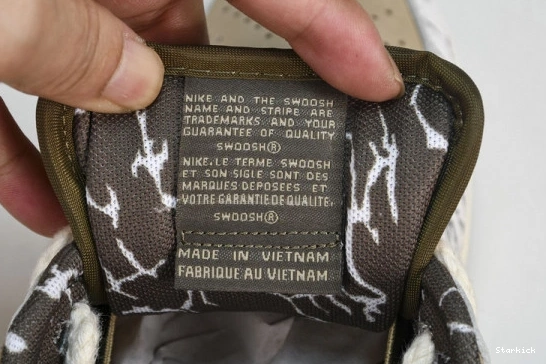 NIKE AND THE SWOOSH
NAME AND STRIPE ARE
TRADEMARKS AND YOUR
GUARANTEE OF QUALITY
SWOOSH®
NIKE. LE TERME SWOOSH
ET SON SIGLE SONT DES
MARQUES DEPOSEES ET
VOTRE GARANTIE DE QUALITE,
SWOOSH®
MADE IN VIETNAM
FABRIQUE AU VIETNAM
Starkick